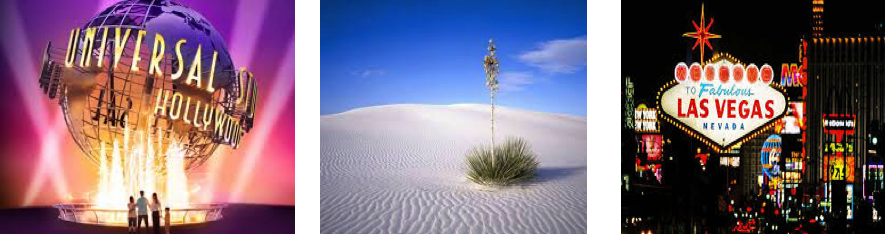 UNIVERSAL
HOLLYWOOD
WELCOME
TO Fabulous
LAS VEGAS
NEVADA